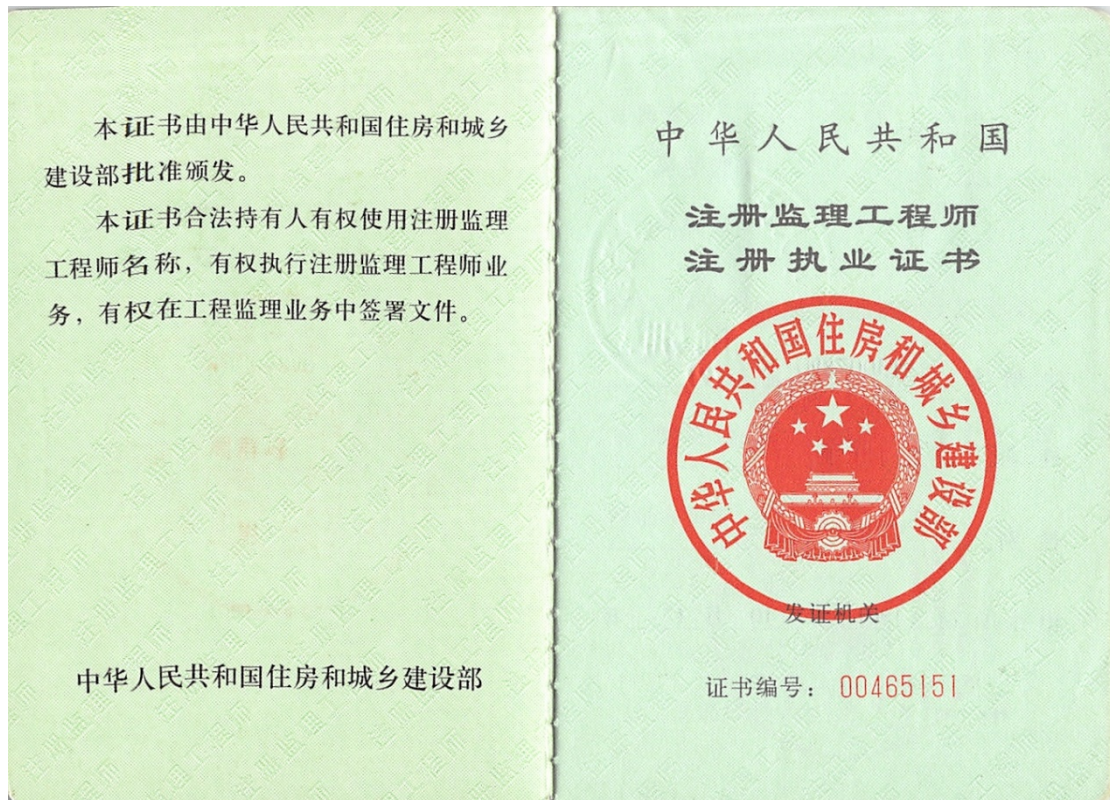 本证书由中华人民共和国住房和城乡
建设部批准颁发。
本证书合法持有人有权使用注册监理
工程师名称，有权执行注册监理工程师业
务，有权在工程监理业务中签署文件。
中华人民共和国住房和城乡建设部
中华人民共和国
注册监理工程师
注册执业证书
中华人民共和国住房和城乡建设部
发证机关
证书编号：00465151